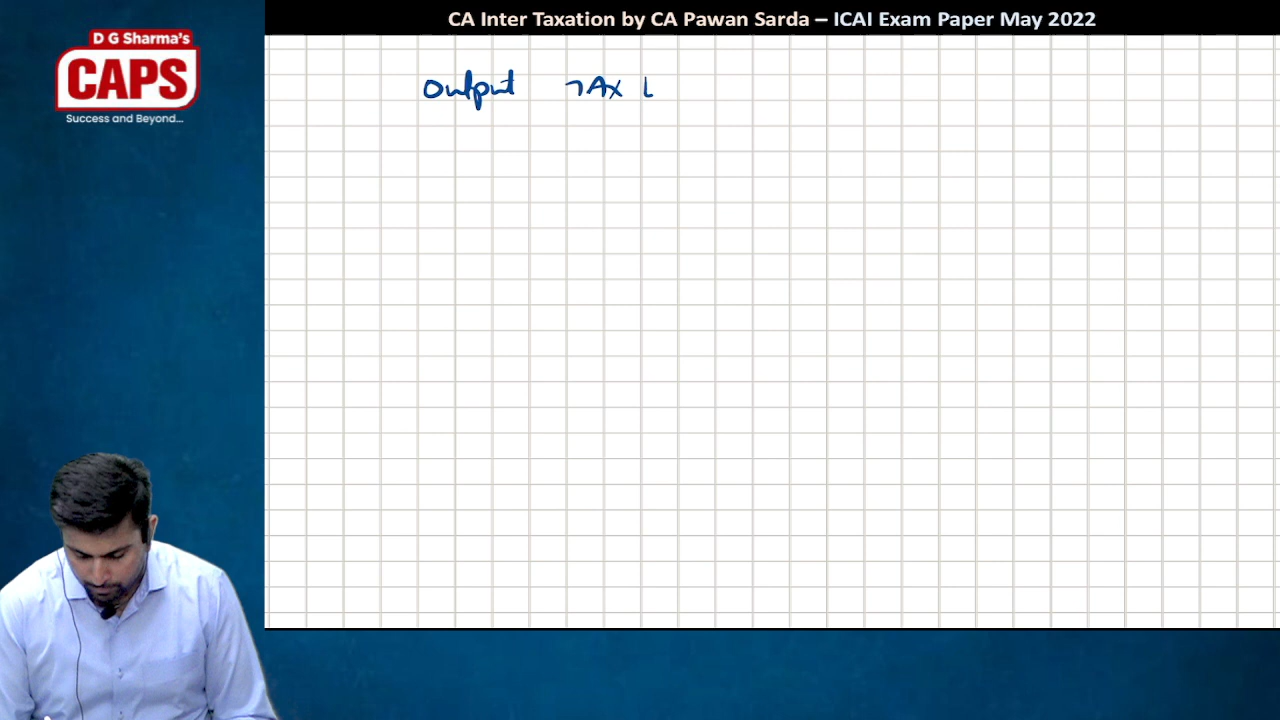 CA Inter Taxation by CA Pawan Sarda – ICAI Exam Paper May 2022
D G Sharma's
CAPS
Success and Beyond...
Output TAX L